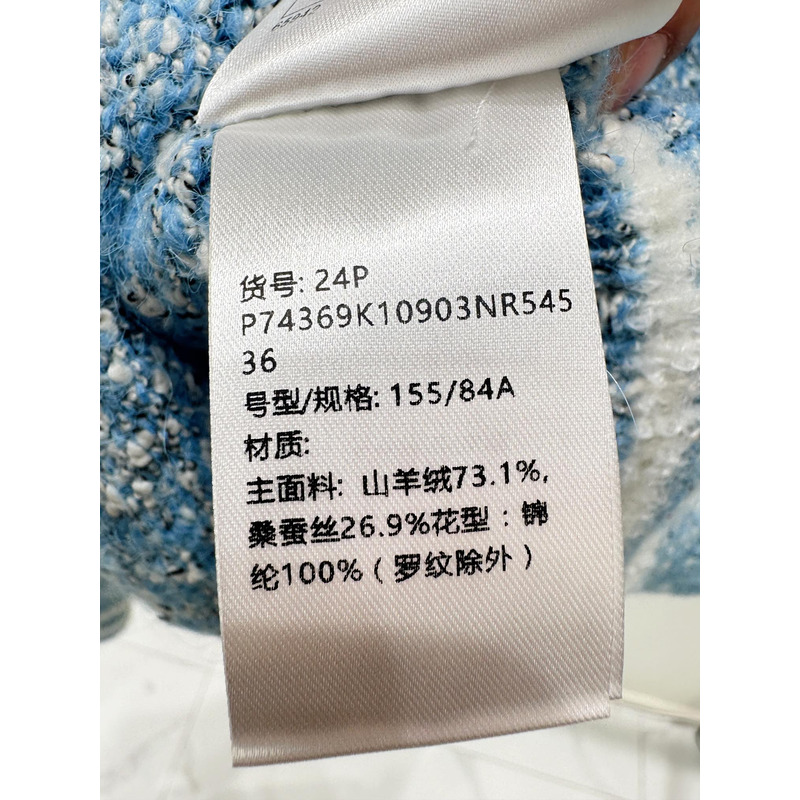 货号: 24P
P74369K10903NR545
36
号型/规格: 155/84A
材质:
主面料: 山羊绒73.1%,
桑蚕丝26.9%花型：锦
纶100%（罗纹除外）